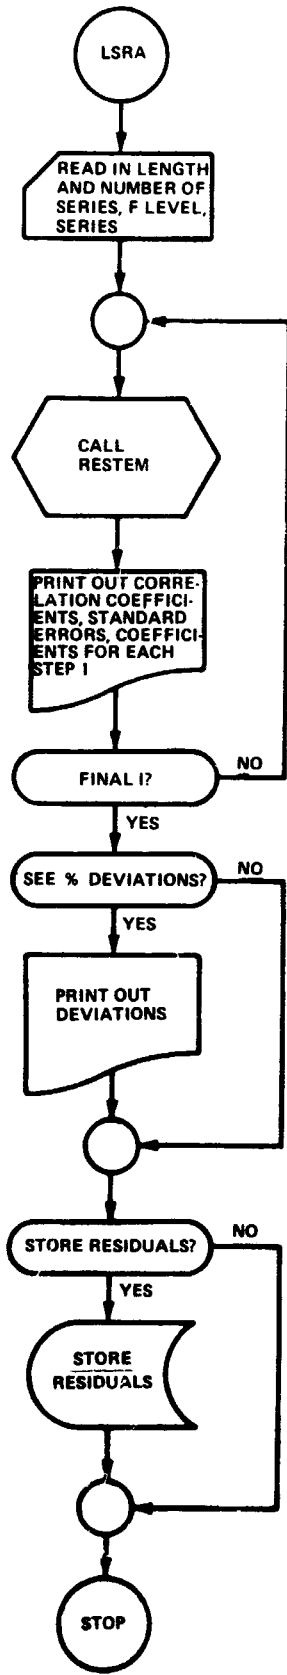 LSRA
READ IN LENGTH
AND NUMBER OF
SERIES, F LEVEL,
SERIES
CALL
RESTEM
PRINT OUT CORRE-
LATION COEFFICI-
ENTS, STANDARD
ERRORS, COEFFICI-
ENTS FOR EACH
STEP I
FINAL I?
NO
YES
SEE % DEVIATIONS?
NO
YES
PRINT OUT
DEVIATIONS
STORE RESIDUALS?
NO
YES
STORE
RESIDUALS
STOP